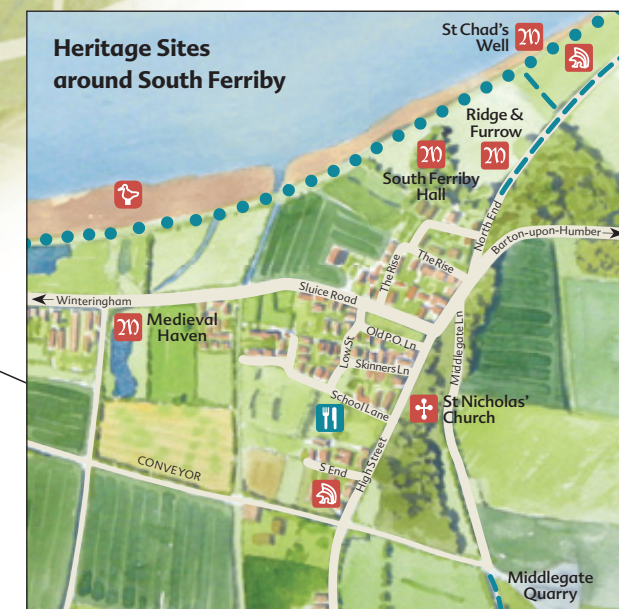 Heritage Sites
around South Ferriby
St Chad's
Well
Ridge &
Furrow
South Ferriby
Hall
North End
Barton-upon-Humber
The Rise
The Rise
Winteringham
Sluice Road
Medieval
Haven
Old P.O. Ln
Low St
Skinners Ln
Middlegate Ln
School Lane
St Nicholas'
Church
High Street
S End
CONVEYOR
Middlegate
Quarry